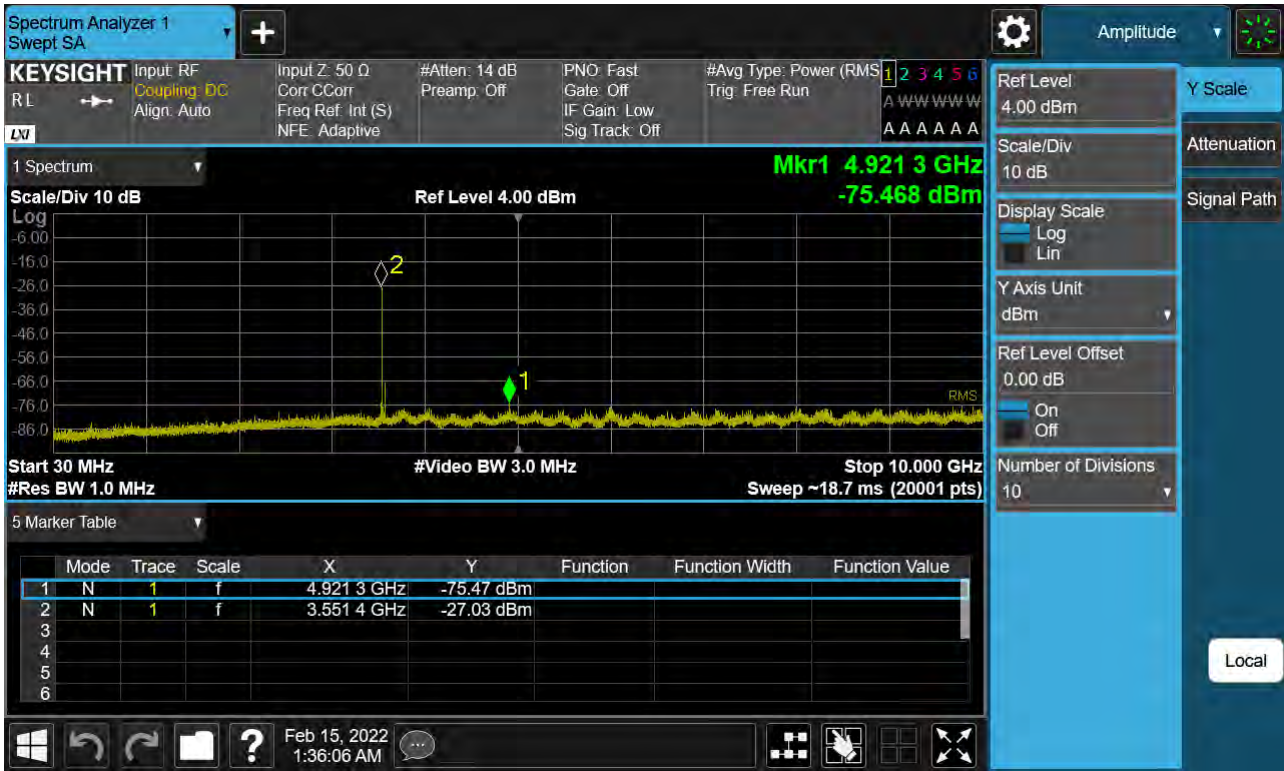 Spectrum Analyzer 1
Swept SA
+
Amplitude
KEYSIGHT
RL
LXI
Input: RF
Coupling: DC
Align: Auto
Input Z: 50 Ω
Corr CCorr
Freq Ref: Int (S)
NFE: Adaptive
#Atten: 14 dB
Preamp: Off
PNO: Fast
Gate: Off
IF Gain: Low
Sig Track: Off
#Avg Type: Power (RMS
Trig: Free Run
1 2 3 4 5 6
A W W W W W
A A A A A A
1 Spectrum
Mkr1 4.921 3 GHz
Scale/Div 10 dB
Ref Level 4.00 dBm
-75.468 dBm
Log
-6.00
-16.0
-26.0
-36.0
-46.0
-56.0
-66.0
-76.0
-86.0
2
1
RMS
Start 30 MHz
#Video BW 3.0 MHz
Stop 10.000 GHz
#Res BW 1.0 MHz
Sweep ~18.7 ms (20001 pts)
5 Marker Table
Mode Trace Scale X Y Function Function Width Function Value
1 N 1 f 4.921 3 GHz -75.47 dBm
2 N 1 f 3.551 4 GHz -27.03 dBm
3
4
5
6
Ref Level
4.00 dBm
Scale/Div
10 dB
Display Scale
Log
Lin
Y Axis Unit
dBm
Ref Level Offset
0.00 dB
On
Off
Number of Divisions
10
Y Scale
Attenuation
Signal Path
Local
?
Feb 15, 2022
1:36:06 AM